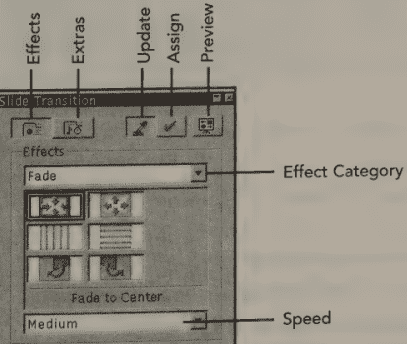 Effects
Extras
Update
Assign
Preview
Slide Transition
Effects
Fade
Effect Category
Fade to Center
Medium
Speed